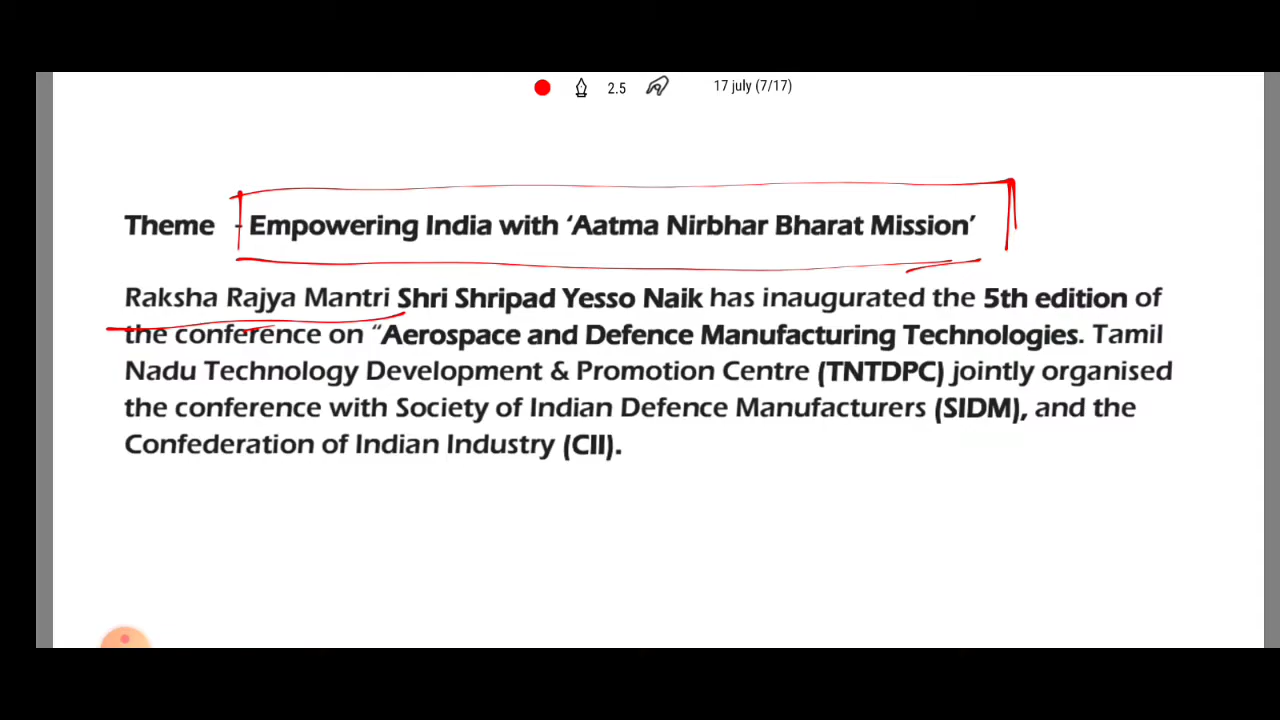 2.5 17 july (7/17)
Theme - Empowering India with ‘Aatma Nirbhar Bharat Mission’
Raksha Rajya Mantri Shri Shripad Yesso Naik has inaugurated the 5th edition of
the conference on “Aerospace and Defence Manufacturing Technologies. Tamil
Nadu Technology Development & Promotion Centre (TNTDPC) jointly organised
the conference with Society of Indian Defence Manufacturers (SIDM), and the
Confederation of Indian Industry (CII).